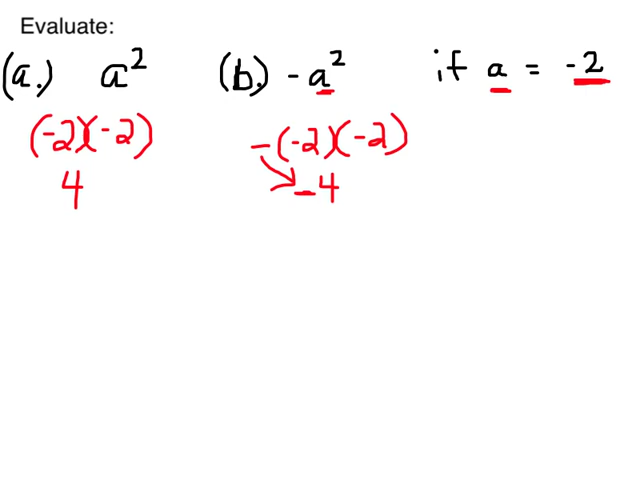 Evaluate:
(a.) a² (b.) -a² if a = -2
(-2)(-2) -(-2)(-2)
4 -4